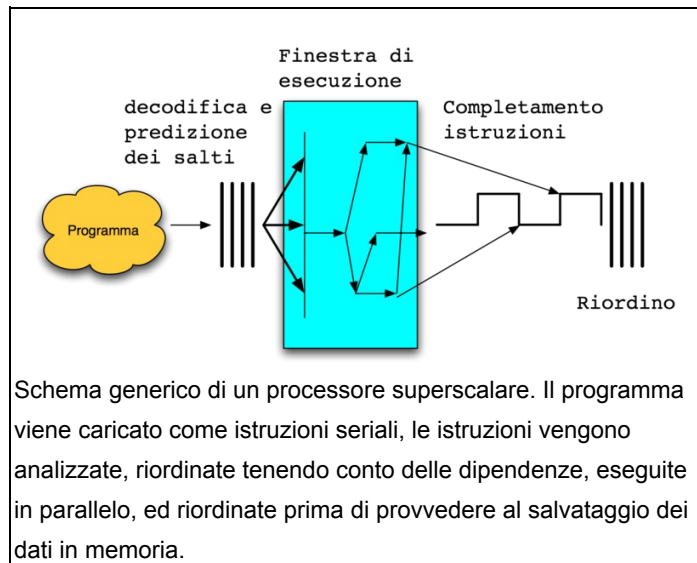 Finestra di
esecuzione
decodifica e
predizione
dei salti
Completamento
istruzioni
Programma
Riordino
Schema generico di un processore superscalare. Il programma
viene caricato come istruzioni seriali, le istruzioni vengono
analizzate, riordinate tenendo conto delle dipendenze, eseguite
in parallelo, ed riordinate prima di provvedere al salvataggio dei
dati in memoria.